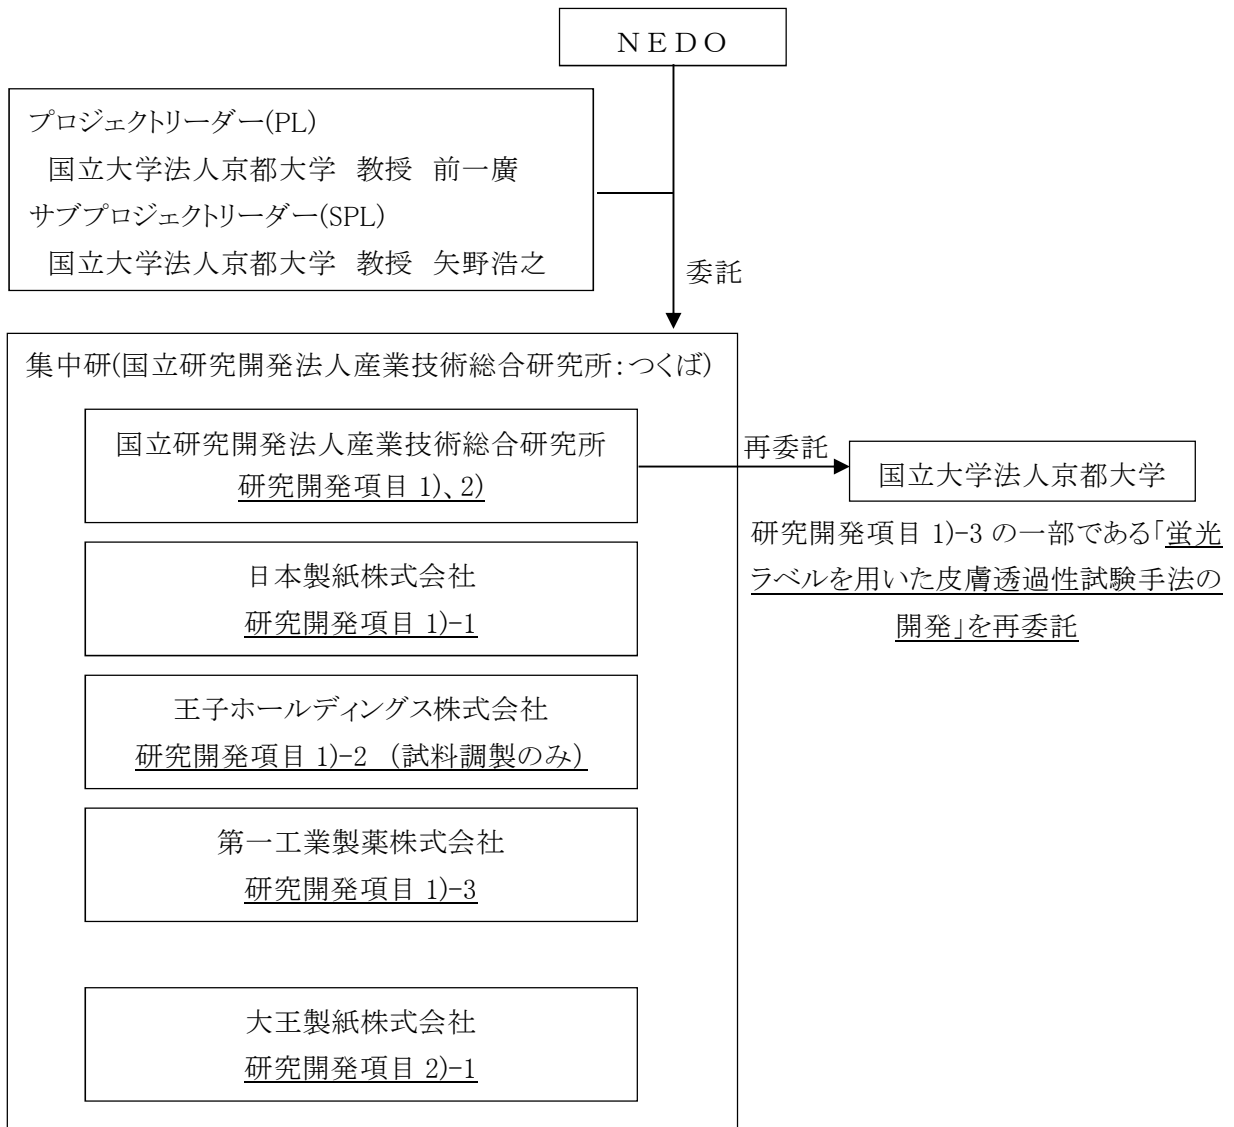 ＮＥＤＯ
プロジェクトリーダー(PL)
国立大学法人京都大学 教授 前一廣
サブプロジェクトリーダー(SPL)
国立大学法人京都大学 教授 矢野浩之
委託
集中研(国立研究開発法人産業技術総合研究所：つくば)
国立研究開発法人産業技術総合研究所
研究開発項目 1)、2)
再委託
国立大学法人京都大学
研究開発項目 1)-3 の一部である「蛍光
ラベルを用いた皮膚透過性試験手法の
開発」を再委託
日本製紙株式会社
研究開発項目 1)-1
王子ホールディングス株式会社
研究開発項目 1)-2 （試料調製のみ）
第一工業製薬株式会社
研究開発項目 1)-3
大王製紙株式会社
研究開発項目 2)-1